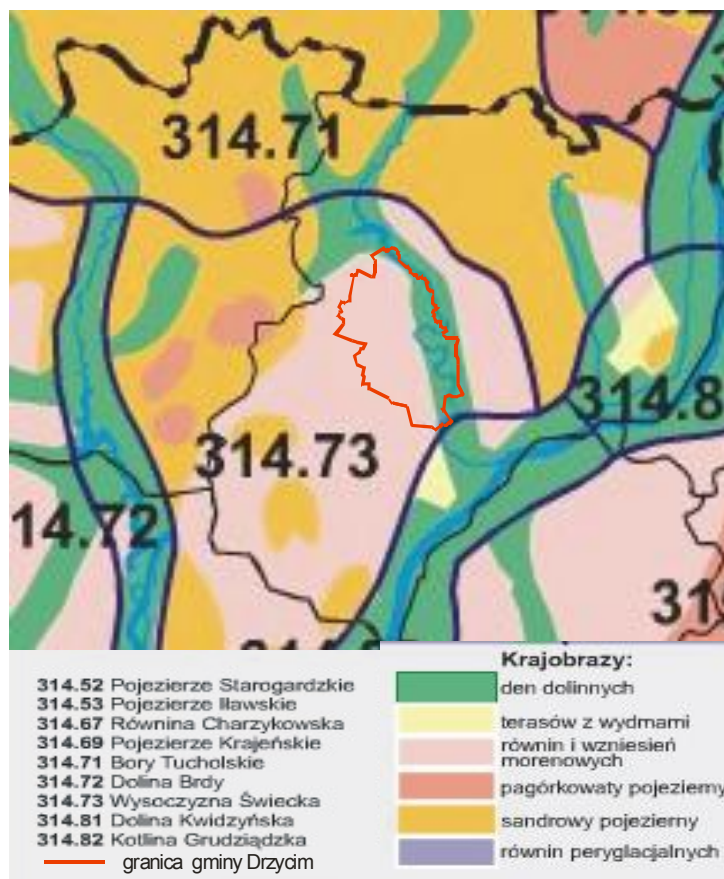 314.71
314.8
314.73
14.72
31
314.52 Pojezierze Starogardzkie
314.53 Pojezierze Iławskie
314.67 Równina Charzykowska
314.69 Pojezierze Krajeńskie
314.71 Bory Tucholskie
314.72 Dolina Brdy
314.73 Wysoczyzna Świecka
314.81 Dolina Kwidzyńska
314.82 Kotlina Grudziądzka
granica gminy Drzycim
Krajobrazy:
den dolinnych
terasów z wydmami
równin i wzniesień
morenowych
pagórkowaty pojezierny
sandrowy pojezierny
równin peryglacjalnych